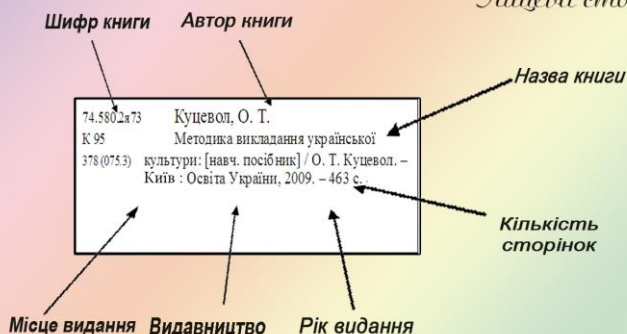 Лицева
Шифр книги Автор книги
Назва книги
74.580.2я73 Куцевол, О. Т.
К 95 Методика викладання української
378 (075.3) культури: [навч. посібник] / О. Т. Куцевол. –
Київ : Освіта України, 2009. – 463 с.
Кількість
сторінок
Місце видання Видавництво Рік видання